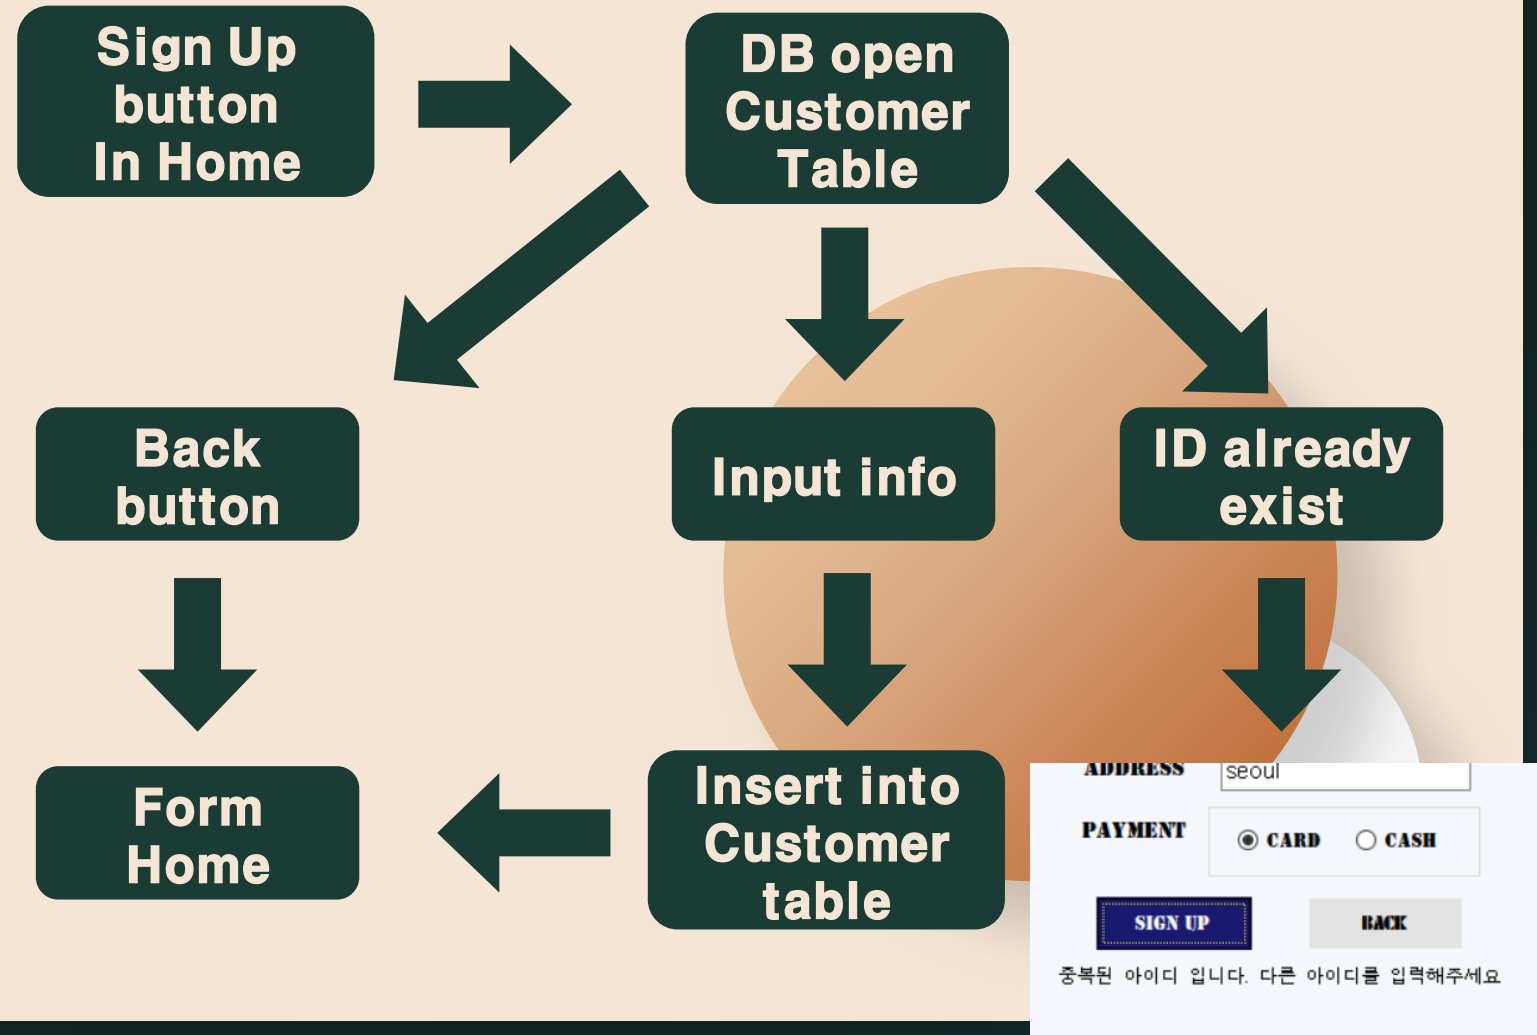 Sign Up
button
In Home
DB open
Customer
Table
Back
button
Input info
ID already
exist
Form
Home
Insert into
Customer
table
ADDRESS
seoul
PAYMENT
CARD
CASH
SIGN UP
BACK
중복된 아이디 입니다. 다른 아이디를 입력해주세요